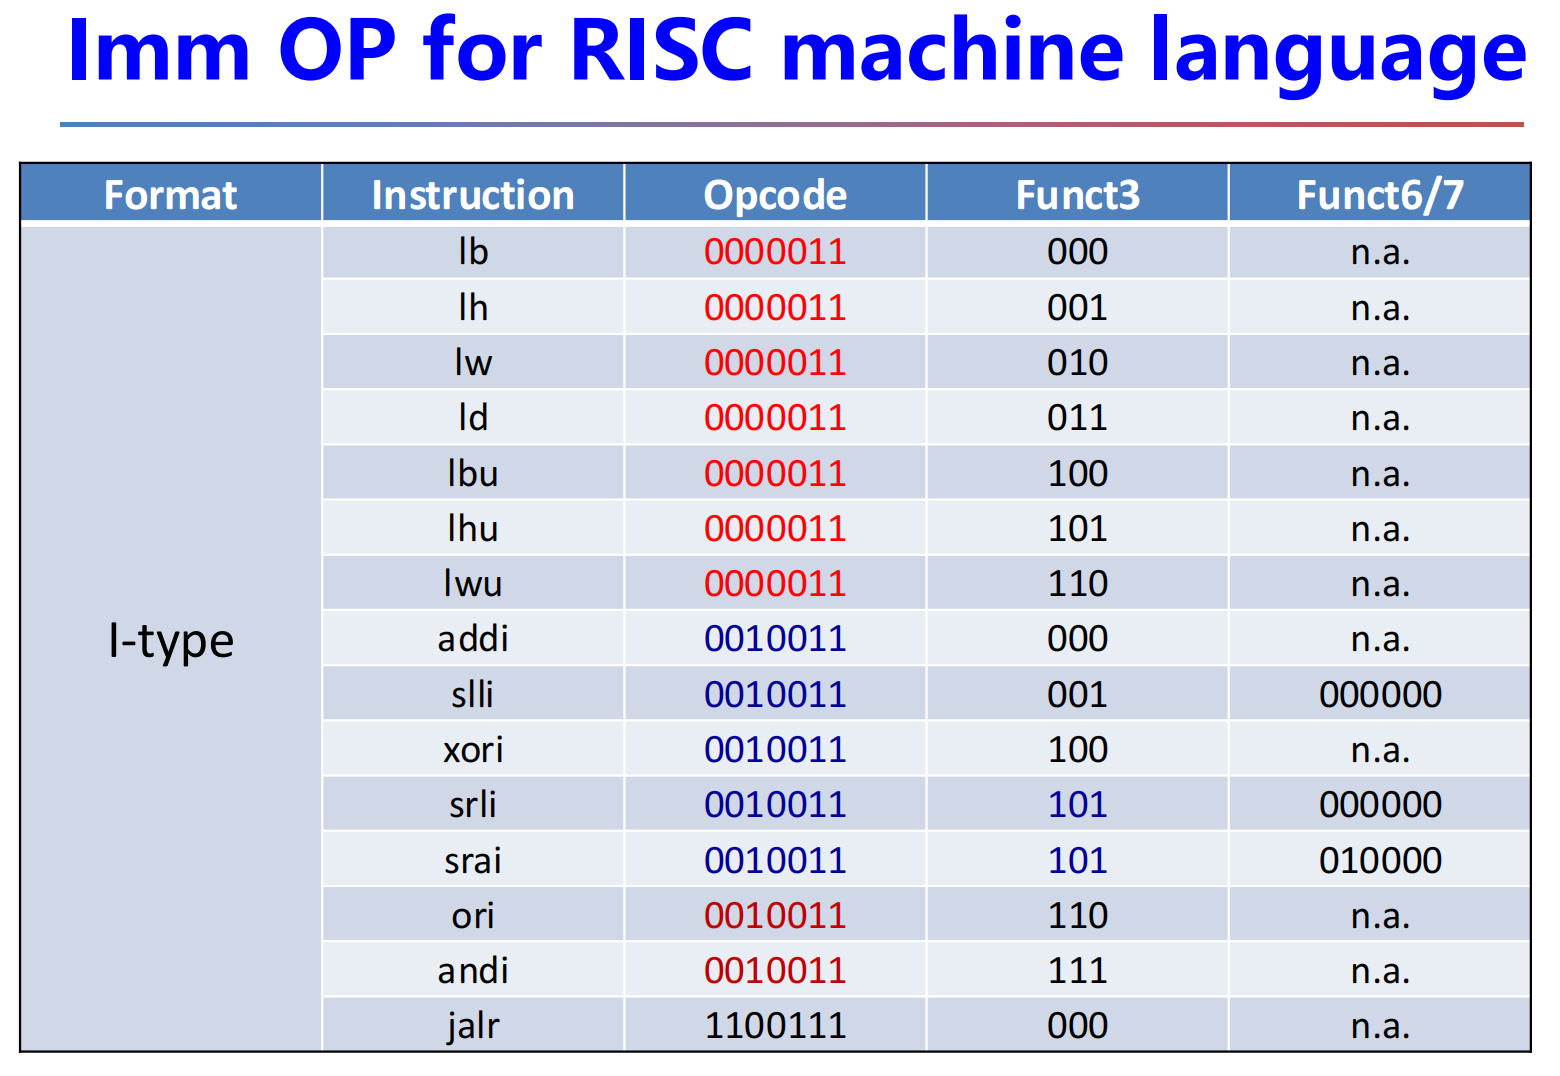 Imm OP for RISC machine language
Format Instruction Opcode Funct3 Funct6/7
I-type
lb 0000011 000 n.a.
lh 0000011 001 n.a.
lw 0000011 010 n.a.
ld 0000011 011 n.a.
lbu 0000011 100 n.a.
lhu 0000011 101 n.a.
lwu 0000011 110 n.a.
addi 0010011 000 n.a.
slli 0010011 001 000000
xori 0010011 100 n.a.
srli 0010011 101 000000
srai 0010011 101 010000
ori 0010011 110 n.a.
andi 0010011 111 n.a.
jalr 1100111 000 n.a.